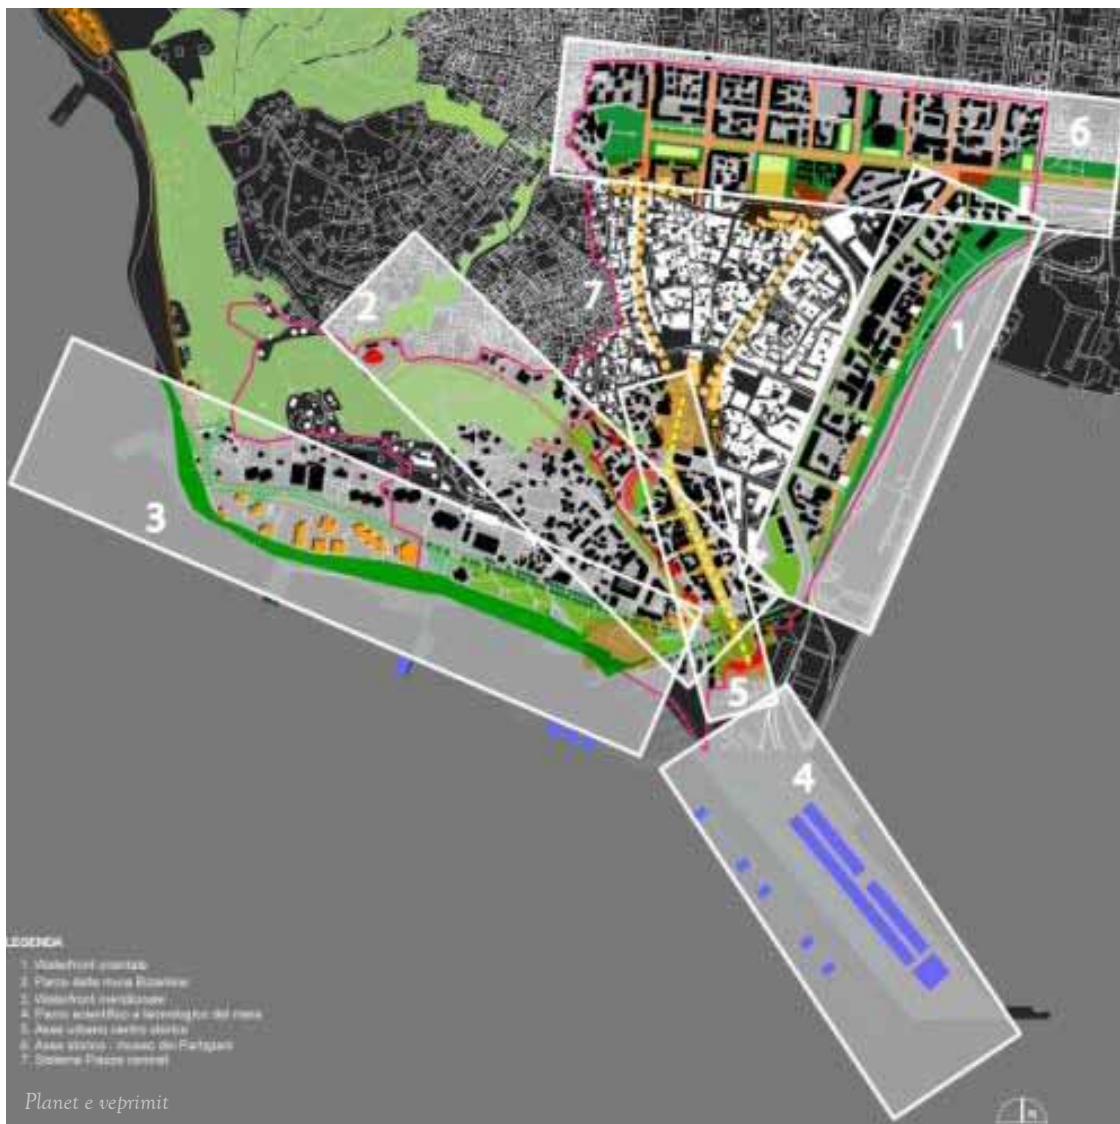 6
7
1
2
3
5
4
LEGENDA
1 Waterfront orientale
2 Parco delle mura Bizantine
3 Waterfront meridionale
4 Parco scientifico e tecnologico del mare
5 Asse urbano centro storico
6 Asse storico - museo dei Partigiani
7 Sistema Piazze centrali
Planet e veprimit
N